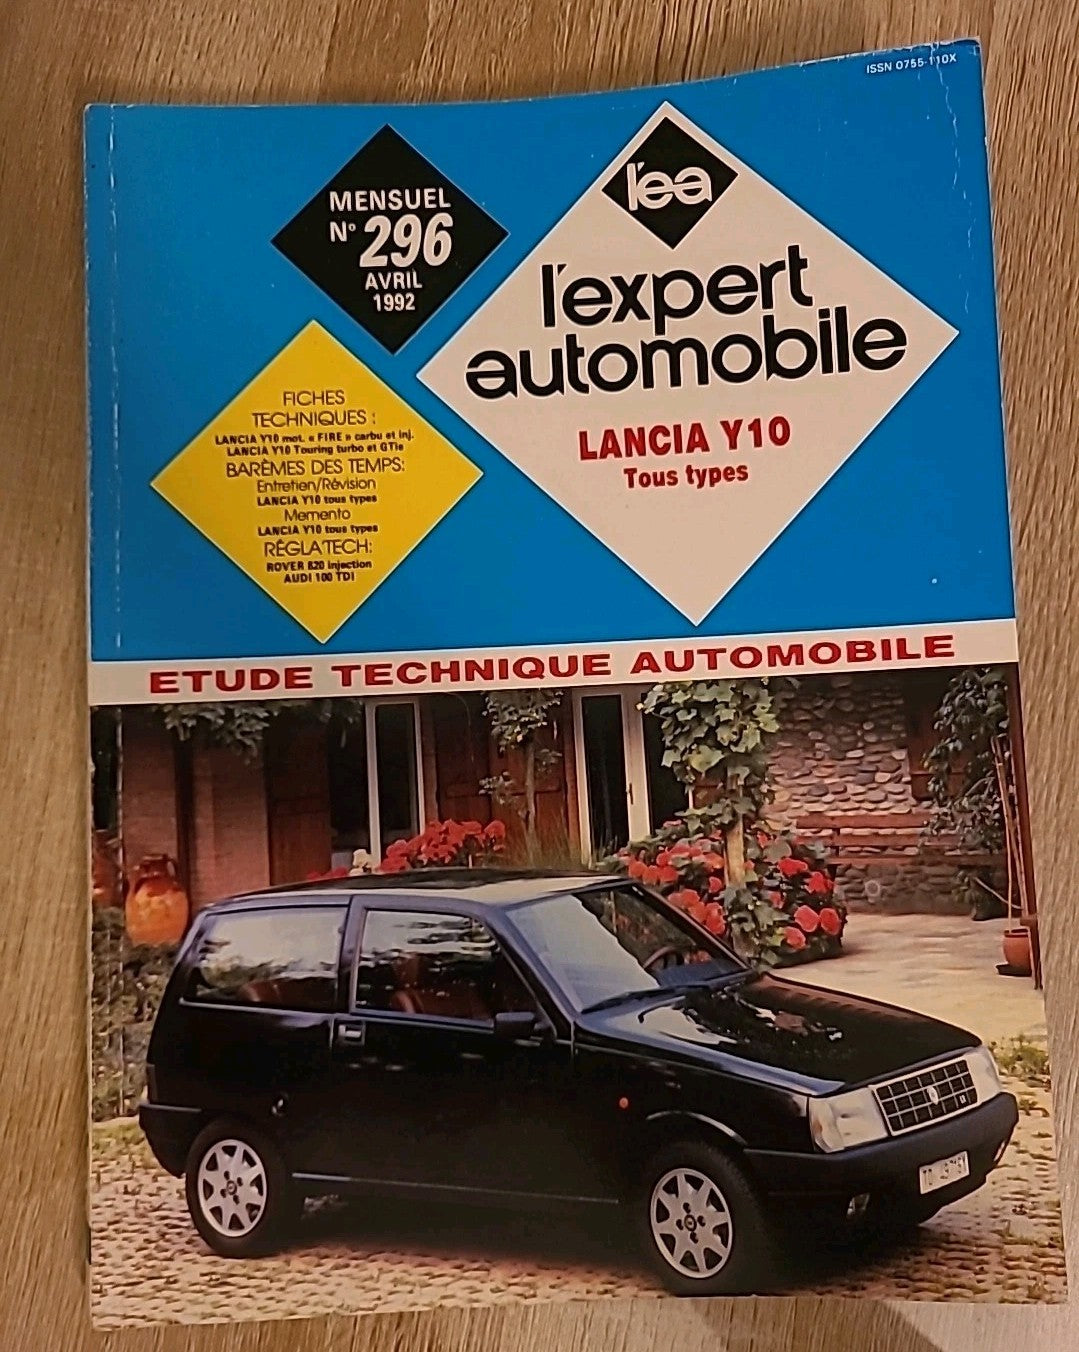 ISSN 0755-110X
MENSUEL
N° 296
AVRIL
1992
l'ea
l'expert
automobile
LANCIA Y10
Tous types
FICHES
TECHNIQUES :
LANCIA Y10 mot. « FIRE » carbu et inj.
LANCIA Y10 Touring turbo et GTie
BARÈMES DES TEMPS:
Entretien/Révision
LANCIA Y10 tous types
Memento
LANCIA Y10 tous types
RÉGLA'TECH:
ROVER 820 injection
AUDI 100 TDI
ETUDE TECHNIQUE AUTOMOBILE